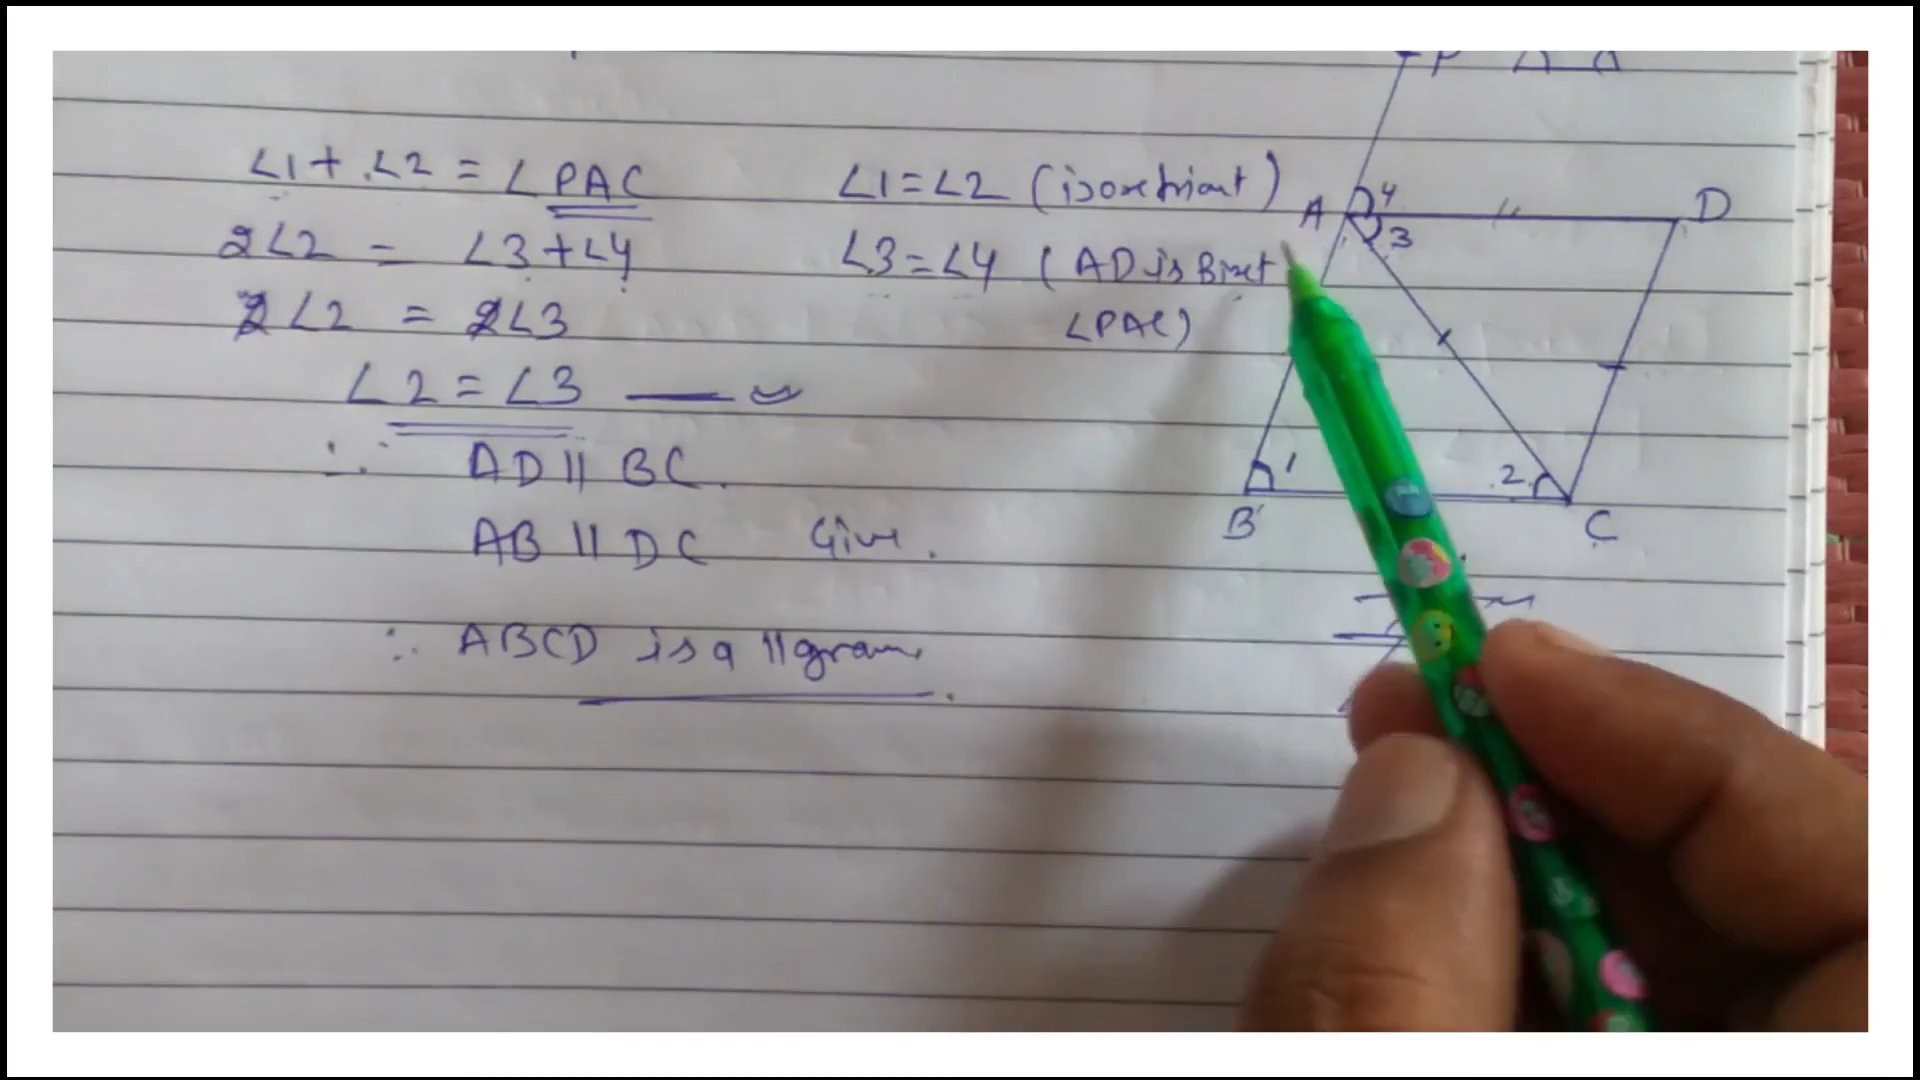 ∠1 + ∠2 = ∠PAC
2∠2 = ∠3 + ∠4
2∠2 = 2∠3
∠2 = ∠3
∴ AD || BC.
AB || DC Give.
∴ ABCD is a ||gram.
∠1 = ∠2 (
∠3 = ∠4 (AD is Bisect
∠PAC)
P
A 4 D
3
1 2
B C